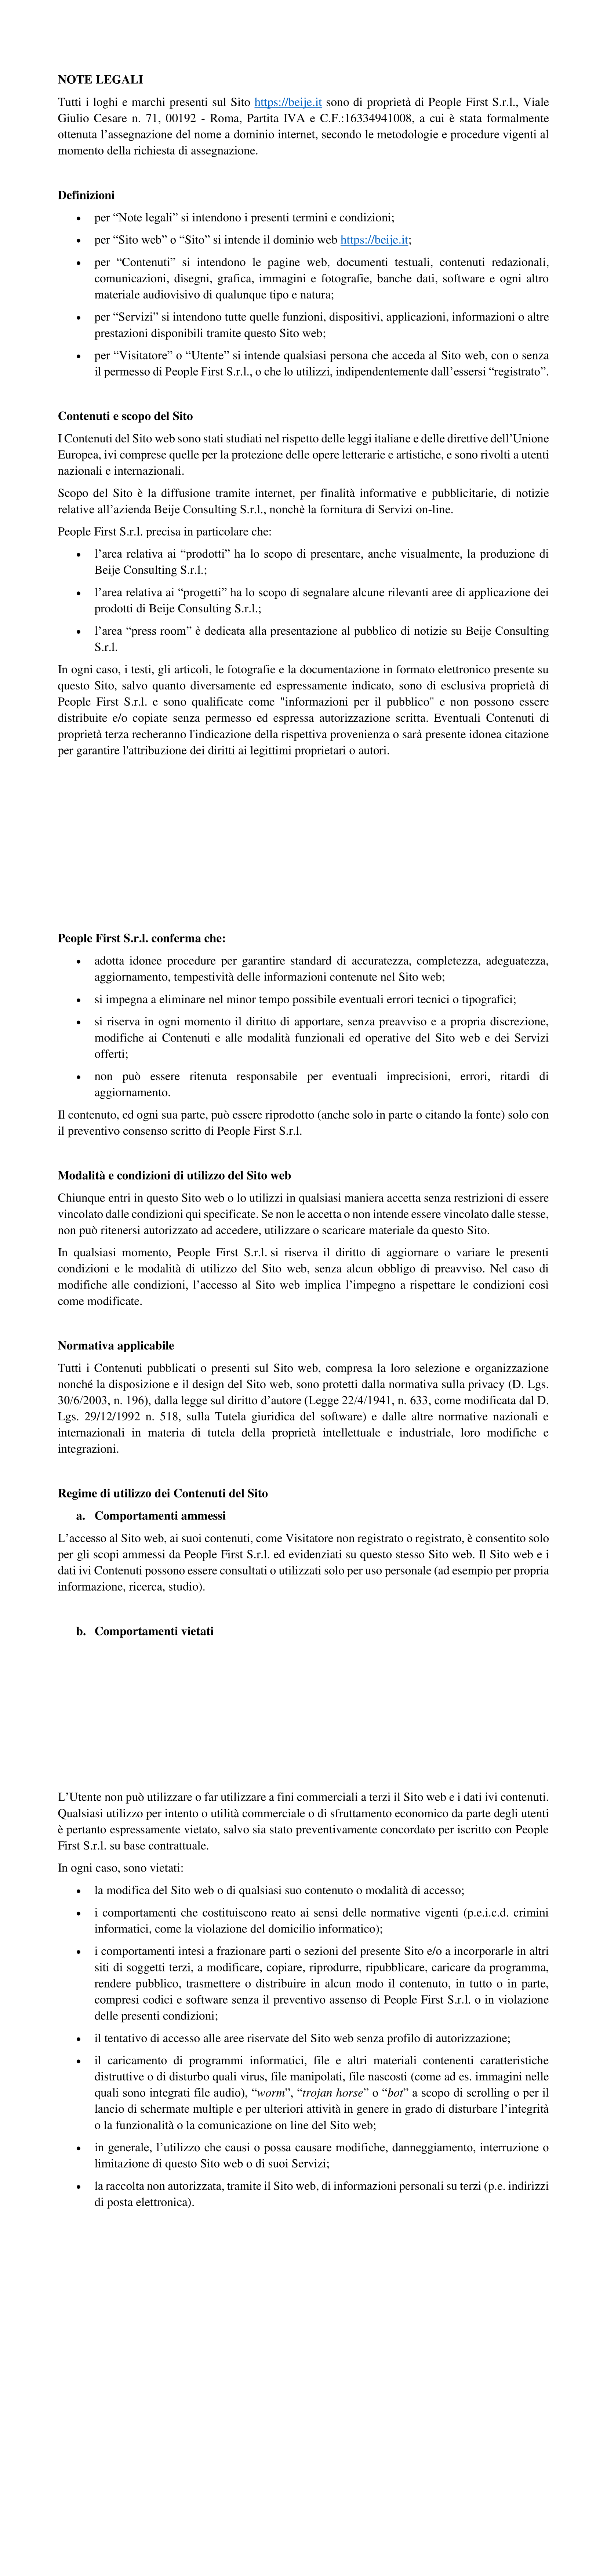 NOTE LEGALI
Tutti i loghi e marchi presenti sul Sito https://beije.it sono di proprietà di People First S.r.l., Viale
Giulio Cesare n. 71, 00192 - Roma, Partita IVA e C.F.:16334941008, a cui è stata formalmente
ottenuta l’assegnazione del nome a dominio internet, secondo le metodologie e procedure vigenti al
momento della richiesta di assegnazione.
Definizioni
• per “Note legali” si intendono i presenti termini e condizioni;
• per “Sito web” o “Sito” si intende il dominio web https://beije.it;
• per “Contenuti” si intendono le pagine web, documenti testuali, contenuti redazionali,
comunicazioni, disegni, grafica, immagini e fotografie, banche dati, software e ogni altro
materiale audiovisivo di qualunque tipo e natura;
• per “Servizi” si intendono tutte quelle funzioni, dispositivi, applicazioni, informazioni o altre
prestazioni disponibili tramite questo Sito web;
• per “Visitatore” o “Utente” si intende qualsiasi persona che acceda al Sito web, con o senza
il permesso di People First S.r.l., o che lo utilizzi, indipendentemente dall’essersi “registrato”.
Contenuti e scopo del Sito
I Contenuti del Sito web sono stati studiati nel rispetto delle leggi italiane e delle direttive dell’Unione
Europea, ivi comprese quelle per la protezione delle opere letterarie e artistiche, e sono rivolti a utenti
nazionali e internazionali.
Scopo del Sito è la diffusione tramite internet, per finalità informative e pubblicitarie, di notizie
relative all’azienda Beije Consulting S.r.l., nonchè la fornitura di Servizi on-line.
People First S.r.l. precisa in particolare che:
• l’area relativa ai “prodotti” ha lo scopo di presentare, anche visualmente, la produzione di
Beije Consulting S.r.l.;
• l’area relativa ai “progetti” ha lo scopo di segnalare alcune rilevanti aree di applicazione dei
prodotti di Beije Consulting S.r.l.;
• l’area “press room” è dedicata alla presentazione al pubblico di notizie su Beije Consulting
S.r.l.
In ogni caso, i testi, gli articoli, le fotografie e la documentazione in formato elettronico presente su
questo Sito, salvo quanto diversamente ed espressamente indicato, sono di esclusiva proprietà di
People First S.r.l. e sono qualificate come "informazioni per il pubblico" e non possono essere
distribuite e/o copiate senza permesso ed espressa autorizzazione scritta. Eventuali Contenuti di
proprietà terza recheranno l'indicazione della rispettiva provenienza o sarà presente idonea citazione
per garantire l'attribuzione dei diritti ai legittimi proprietari o autori.
People First S.r.l. conferma che:
• adotta idonee procedure per garantire standard di accuratezza, completezza, adeguatezza,
aggiornamento, tempestività delle informazioni contenute nel Sito web;
• si impegna a eliminare nel minor tempo possibile eventuali errori tecnici o tipografici;
• si riserva in ogni momento il diritto di apportare, senza preavviso e a propria discrezione,
modifiche ai Contenuti e alle modalità funzionali ed operative del Sito web e dei Servizi
offerti;
• non può essere ritenuta responsabile per eventuali imprecisioni, errori, ritardi di
aggiornamento.
Il contenuto, ed ogni sua parte, può essere riprodotto (anche solo in parte o citando la fonte) solo con
il preventivo consenso scritto di People First S.r.l.
Modalità e condizioni di utilizzo del Sito web
Chiunque entri in questo Sito web o lo utilizzi in qualsiasi maniera accetta senza restrizioni di essere
vincolato dalle condizioni qui specificate. Se non le accetta o non intende essere vincolato dalle stesse,
non può ritenersi autorizzato ad accedere, utilizzare o scaricare materiale da questo Sito.
In qualsiasi momento, People First S.r.l. si riserva il diritto di aggiornare o variare le presenti
condizioni e le modalità di utilizzo del Sito web, senza alcun obbligo di preavviso. Nel caso di
modifiche alle condizioni, l’accesso al Sito web implica l’impegno a rispettare le condizioni così
come modificate.
Normativa applicabile
Tutti i Contenuti pubblicati o presenti sul Sito web, compresa la loro selezione e organizzazione
nonché la disposizione e il design del Sito web, sono protetti dalla normativa sulla privacy (D. Lgs.
30/6/2003, n. 196), dalla legge sul diritto d’autore (Legge 22/4/1941, n. 633, come modificata dal D.
Lgs. 29/12/1992 n. 518, sulla Tutela giuridica del software) e dalle altre normative nazionali e
internazionali in materia di tutela della proprietà intellettuale e industriale, loro modifiche e
integrazioni.
Regime di utilizzo dei Contenuti del Sito
a. Comportamenti ammessi
L’accesso al Sito web, ai suoi contenuti, come Visitatore non registrato o registrato, è consentito solo
per gli scopi ammessi da People First S.r.l. ed evidenziati su questo stesso Sito web. Il Sito web e i
dati ivi Contenuti possono essere consultati o utilizzati solo per uso personale (ad esempio per propria
informazione, ricerca, studio).
b. Comportamenti vietati
L’Utente non può utilizzare o far utilizzare a fini commerciali a terzi il Sito web e i dati ivi contenuti.
Qualsiasi utilizzo per intento o utilità commerciale o di sfruttamento economico da parte degli utenti
è pertanto espressamente vietato, salvo sia stato preventivamente concordato per iscritto con People
First S.r.l. su base contrattuale.
In ogni caso, sono vietati:
• la modifica del Sito web o di qualsiasi suo contenuto o modalità di accesso;
• i comportamenti che costituiscono reato ai sensi delle normative vigenti (p.e.i.c.d. crimini
informatici, come la violazione del domicilio informatico);
• i comportamenti intesi a frazionare parti o sezioni del presente Sito e/o a incorporarle in altri
siti di soggetti terzi, a modificare, copiare, riprodurre, ripubblicare, caricare da programma,
rendere pubblico, trasmettere o distribuire in alcun modo il contenuto, in tutto o in parte,
compresi codici e software senza il preventivo assenso di People First S.r.l. o in violazione
delle presenti condizioni;
• il tentativo di accesso alle aree riservate del Sito web senza profilo di autorizzazione;
• il caricamento di programmi informatici, file e altri materiali contenenti caratteristiche
distruttive o di disturbo quali virus, file manipolati, file nascosti (come ad es. immagini nelle
quali sono integrati file audio), “worm”, “trojan horse” o “bot” a scopo di scrolling o per il
lancio di schermate multiple e per ulteriori attività in genere in grado di disturbare l’integrità
o la funzionalità o la comunicazione on line del Sito web;
• in generale, l’utilizzo che causi o possa causare modifiche, danneggiamento, interruzione o
limitazione di questo Sito web o di suoi Servizi;
• la raccolta non autorizzata, tramite il Sito web, di informazioni personali su terzi (p.e. indirizzi
di posta elettronica).